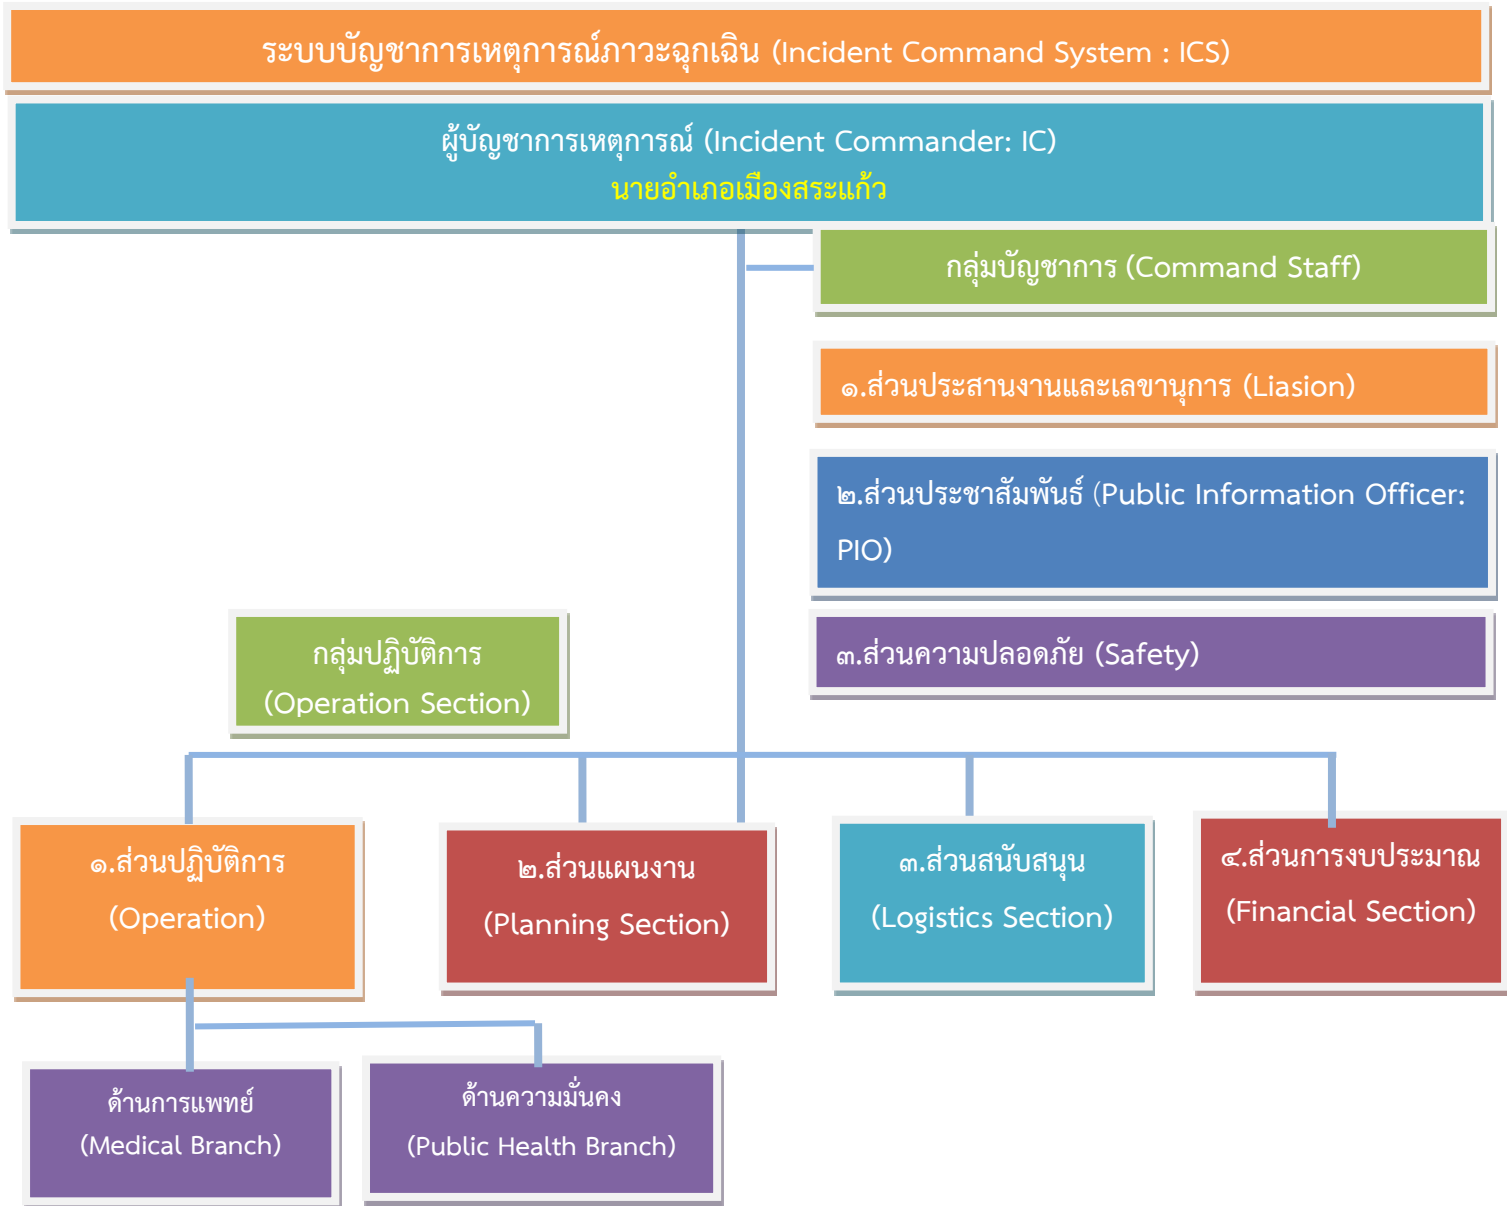 ระบบบัญชาการเหตุการณ์ภาวะฉุกเฉิน (Incident Command System : ICS)
ผู้บัญชาการเหตุการณ์ (Incident Commander: IC)
นายอำเภอเมืองสระแก้ว
กลุ่มบัญชาการ (Command Staff)
๑.ส่วนประสานงานและเลขานุการ (Liasion)
๒.ส่วนประชาสัมพันธ์ (Public Information Officer:
PIO)
๓.ส่วนความปลอดภัย (Safety)
กลุ่มปฏิบัติการ
(Operation Section)
๑.ส่วนปฏิบัติการ
(Operation)
๒.ส่วนแผนงาน
(Planning Section)
๓.ส่วนสนับสนุน
(Logistics Section)
๔.ส่วนการงบประมาณ
(Financial Section)
ด้านการแพทย์
(Medical Branch)
ด้านความมั่นคง
(Public Health Branch)